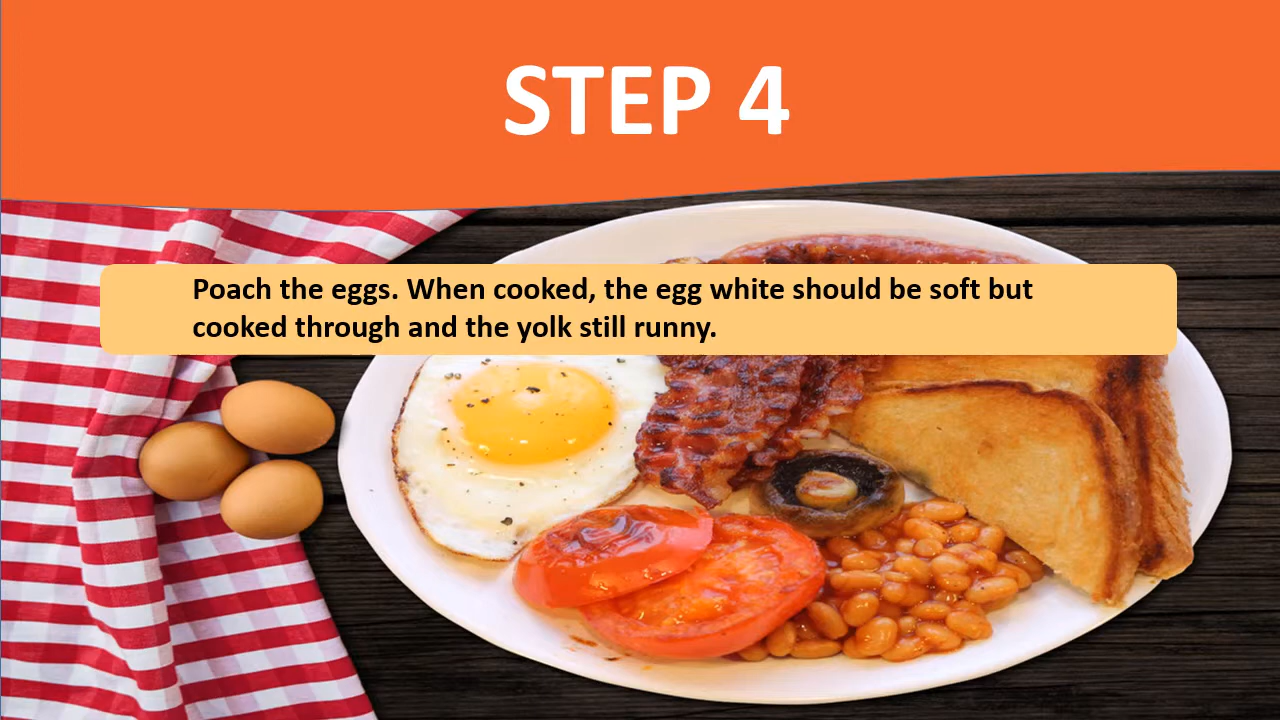 STEP 4
Poach the eggs. When cooked, the egg white should be soft but
cooked through and the yolk still runny.